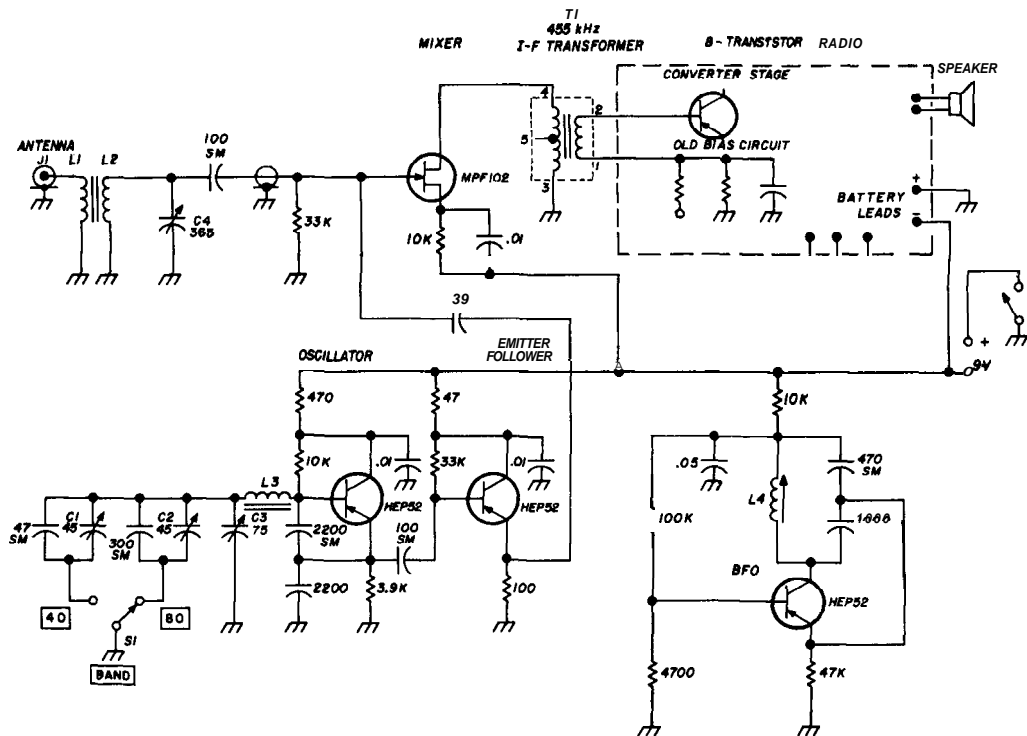 T1
455 kHz
I-F TRANSFORMER
MIXER
8-TRANSTSTOR RADIO
CONVERTER STAGE
SPEAKER
4
2
5
1
3
OLD BIAS CIRCUIT
ANTENNA
J1
L1
L2
100
SM
MPF102
C4
365
33K
10K
.01
+
BATTERY
LEADS
-
39
+
9V
OSCILLATOR
EMITTER
FOLLOWER
470
47
10K
10K
.01
33K
.01
.05
470
SM
L3
HEP52
HEP52
L4
47
SM
C1
45
300
SM
C2
45
C3
75
2200
SM
100
SM
100K
2200
3.9K
100
BFO
HEP52
40
80
S1
BAND
4700
47K